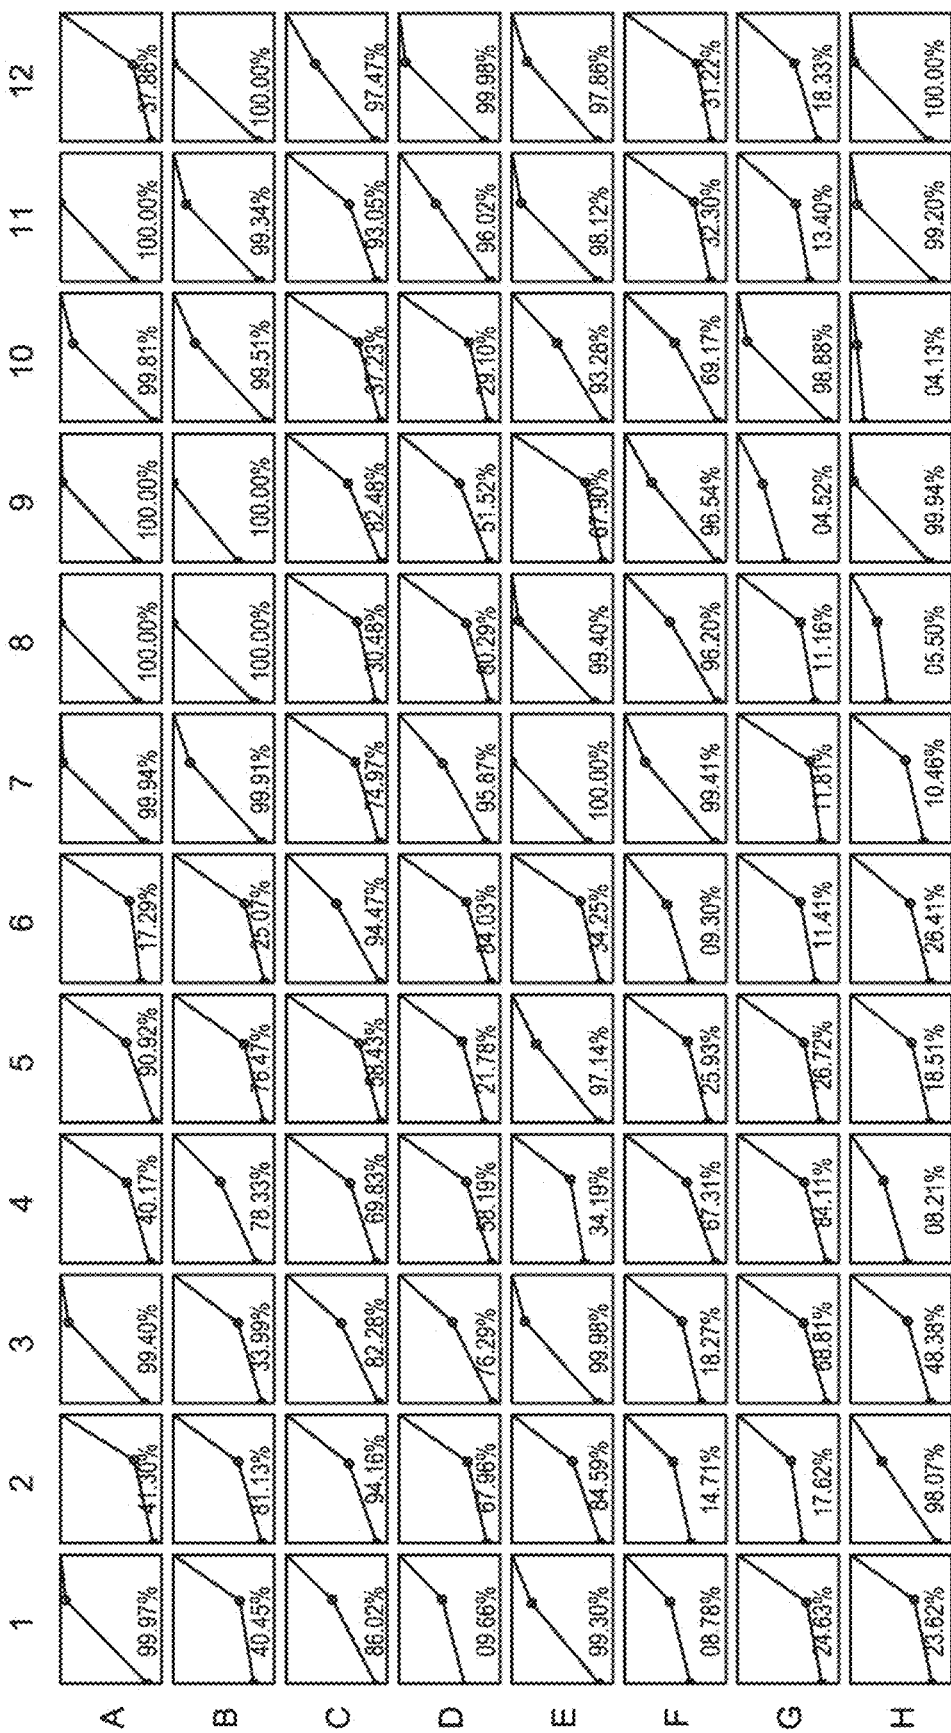 1 2 3 4 5 6 7 8 9 10 11 12
A 99.97% 41.30% 99.40% 40.17% 90.92% 17.29% 99.94% 100.00% 100.00% 99.81% 100.00%
B 40.45% 81.13% 33.99% 78.33% 76.47% 25.07% 99.91% 100.00% 100.00% 99.51% 99.34% 100.00%
C 86.02% 94.16% 82.28% 69.83% 58.43% 94.47% 74.97% 30.48% 82.48% 37.23% 93.05% 97.47%
D 09.66% 67.96% 76.29% 58.19% 21.78% 84.03% 95.87% 80.29% 51.52% 29.10% 96.02% 99.98%
E 99.30% 99.98% 34.19% 97.14% 34.25% 100.00% 99.40% 67.90% 93.28% 98.12% 97.86%
F 08.78% 14.71% 18.27% 67.31% 25.93% 09.30% 99.41% 96.20% 96.54% 69.17% 32.30% 31.22%
G 24.63% 17.62% 68.81% 26.72% 11.41% 11.81% 11.16% 04.52% 98.88% 13.40% 18.33%
H 23.62% 98.07% 48.38% 08.21% 18.51% 26.41% 10.46% 05.50% 99.94% 04.13% 99.20% 100.00%